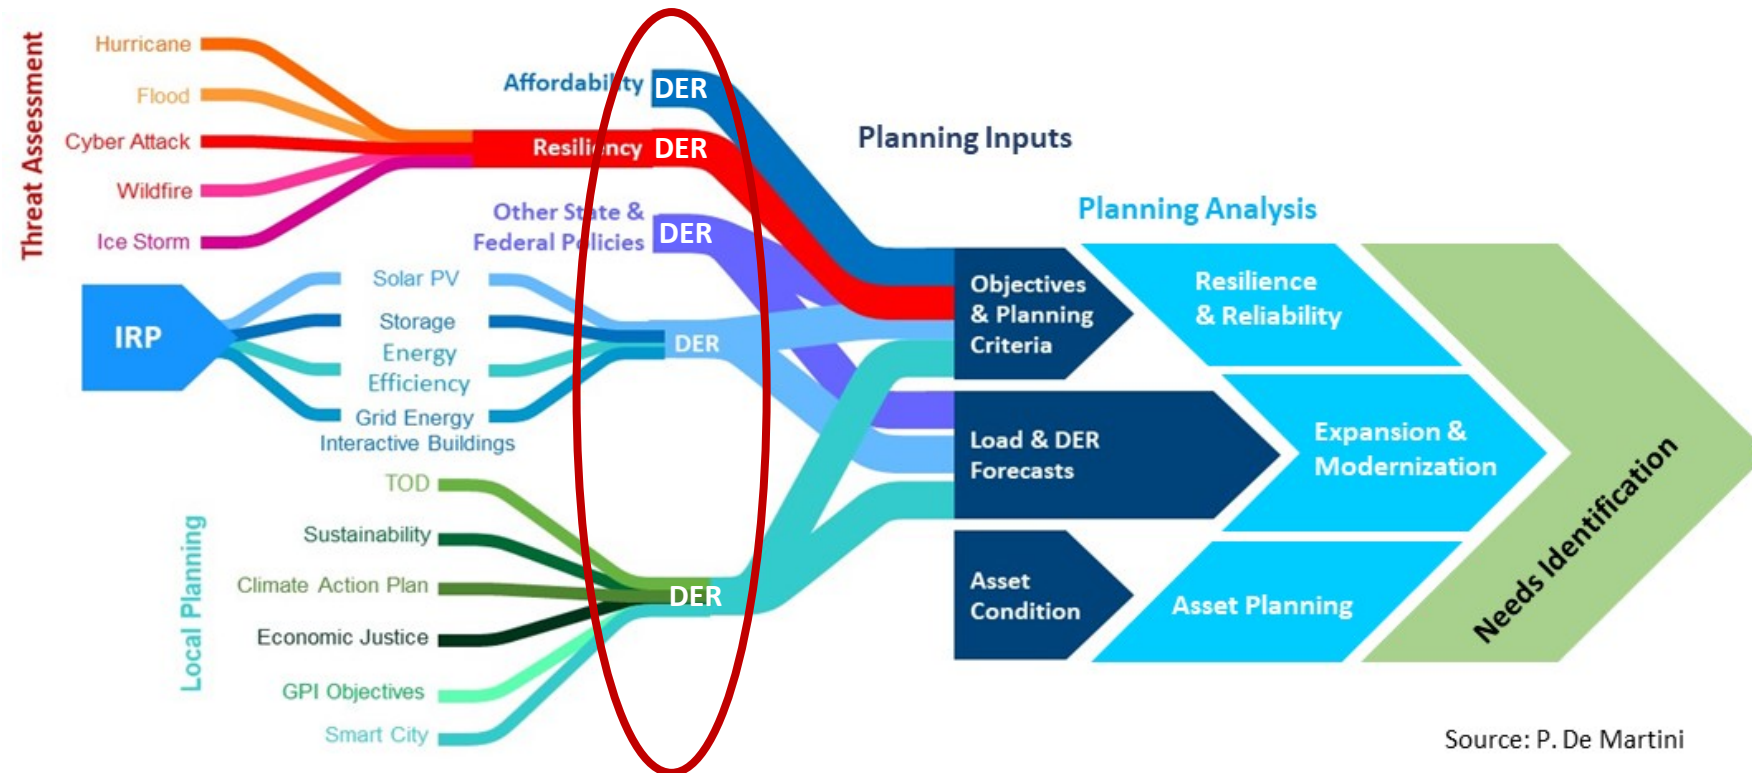 Threat Assessment
Hurricane
Flood
Cyber Attack
Wildfire
Ice Storm
Affordability
DER
Resiliency
DER
Other State &
Federal Policies
DER
IRP
Solar PV
Storage
Energy
Efficiency
Grid Energy
Interactive Buildings
DER
Local Planning
TOD
Sustainability
Climate Action Plan
Economic Justice
GPI Objectives
Smart City
DER
Planning Inputs
Objectives
& Planning
Criteria
Load & DER
Forecasts
Asset
Condition
Planning Analysis
Resilience
& Reliability
Expansion &
Modernization
Asset Planning
Needs Identification
Source: P. De Martini